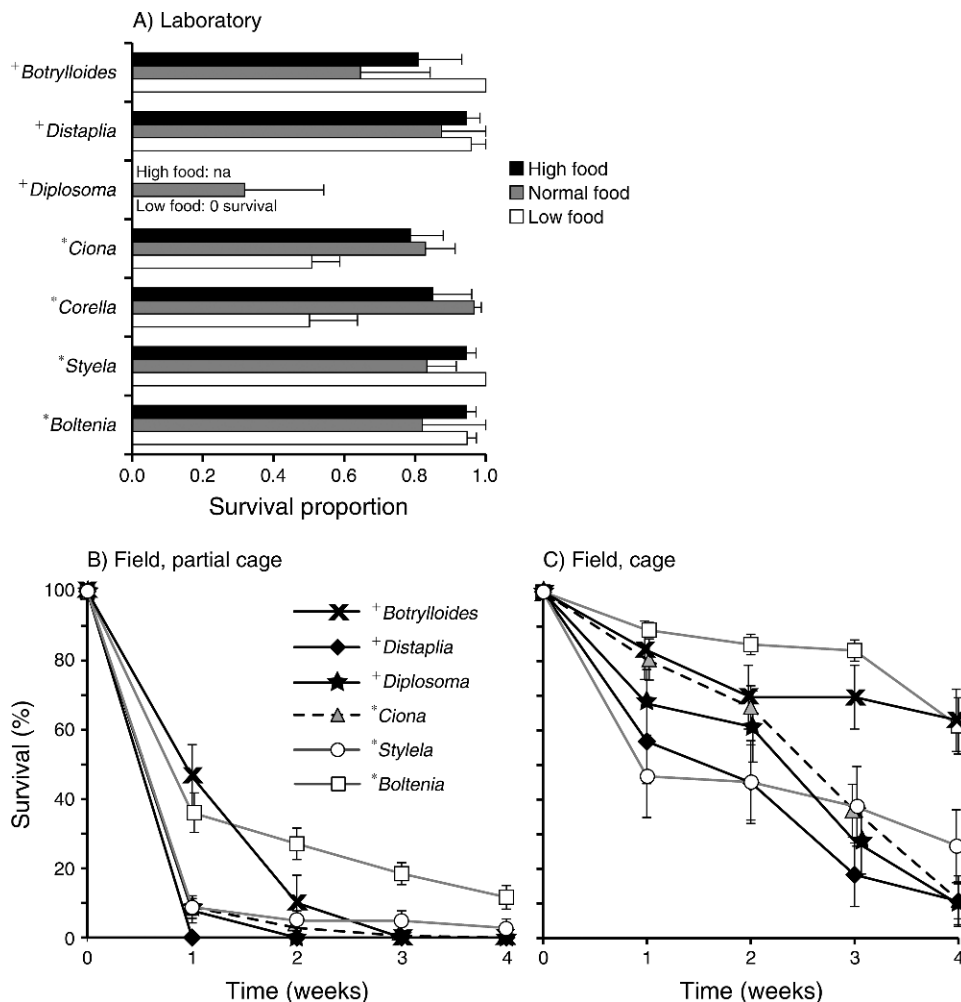 A) Laboratory
+Botrylloides
+Distaplia
+Diplosoma
High food: na
Low food: 0 survival
*Ciona
*Corella
*Styela
*Boltenia
High food
Normal food
Low food
0.0 0.2 0.4 0.6 0.8 1.0
Survival proportion
B) Field, partial cage
Survival (%)
100
80
60
40
20
0
+Botrylloides
+Distaplia
+Diplosoma
*Ciona
*Stylela
*Boltenia
0 1 2 3 4
Time (weeks)
C) Field, cage
0 1 2 3 4
Time (weeks)